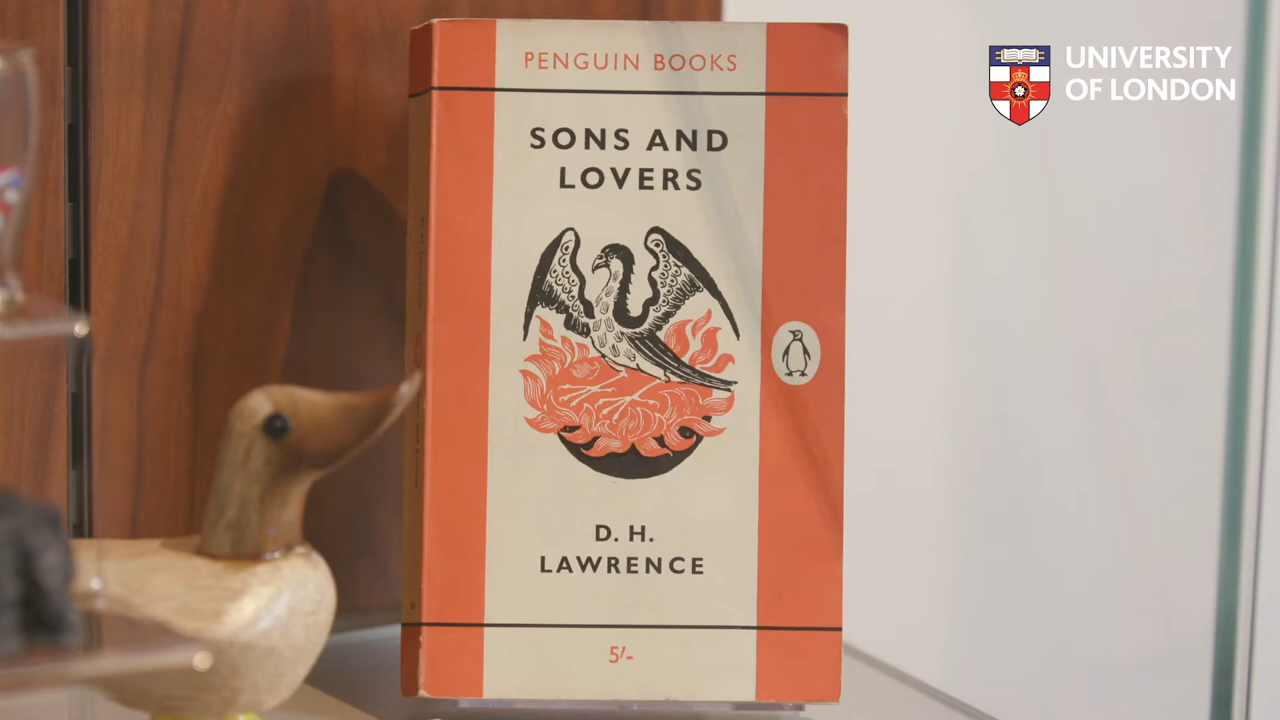 PENGUIN BOOKS
SONS AND
LOVERS
D. H.
LAWRENCE
5/-
UNIVERSITY
OF LONDON